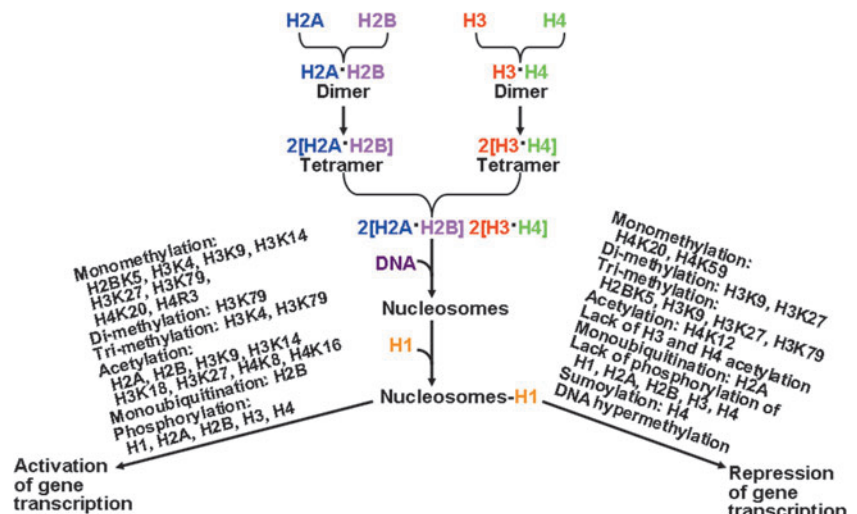 H2A H2B H3 H4
H2A·H2B H3·H4
Dimer Dimer
2[H2A·H2B] 2[H3·H4]
Tetramer Tetramer
2[H2A·H2B] 2[H3·H4]
DNA
Nucleosomes
H1
Nucleosomes-H1
Monomethylation:
H2BK5, H3K4, H3K9, H3K14
H3K27, H3K79,
H4K20, H4R3
Di-methylation: H3K79
Tri-methylation: H3K4, H3K79
Acetylation:
H2A, H2B, H3K9, H3K14
H3K18, H3K27, H4K8, H4K16
Monoubiquitination: H2B
Phosphorylation:
H1, H2A, H2B, H3, H4
Activation
of gene
transcription
Monomethylation:
H4K20, H4K59
Di-methylation: H3K9, H3K27
Tri-methylation:
H2BK5, H3K9, H3K27, H3K79
Acetylation: H4K12
Lack of H3 and H4 acetylation
Monoubiquitination: H2A
Lack of phosphorylation of
H1, H2A, H2B, H3, H4
Sumoylation: H4
DNA hypermethylation
Repression
of gene
transcription